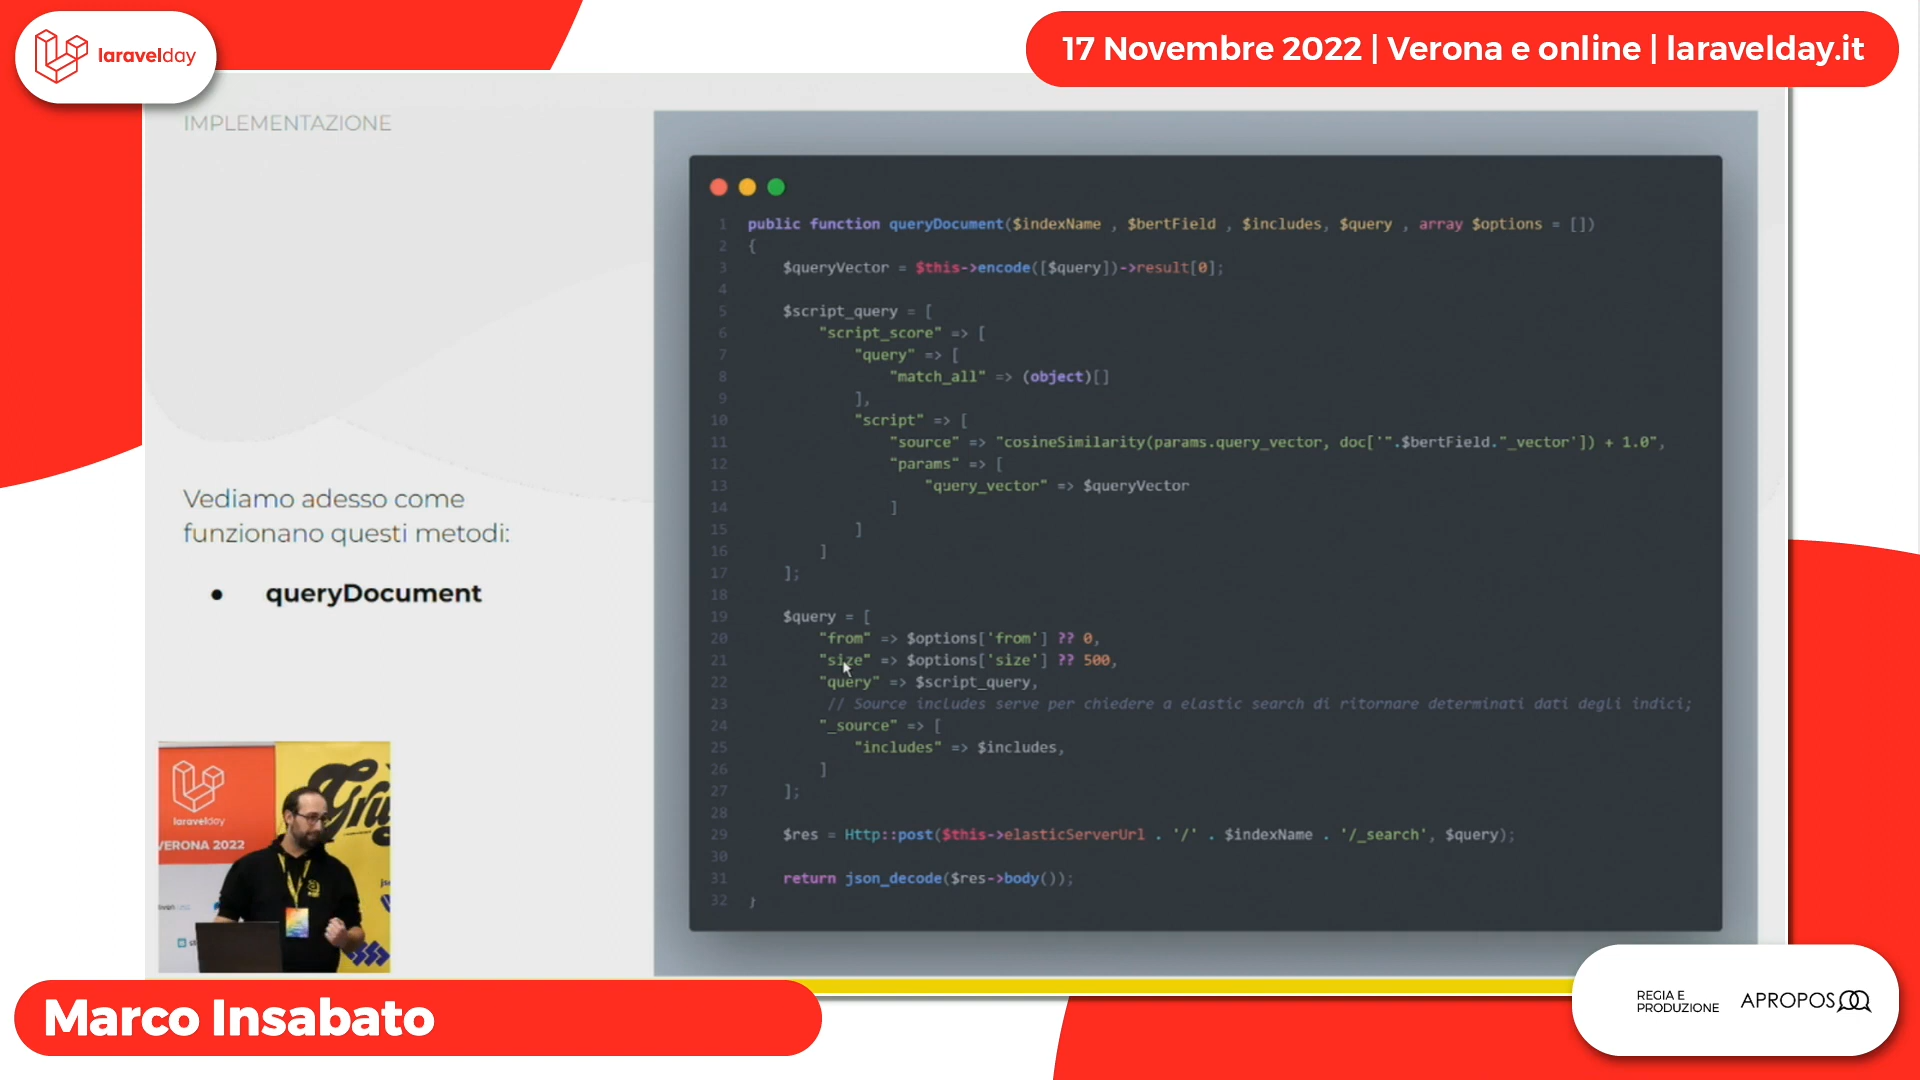 laravelday
17 Novembre 2022 | Verona e online | laravelday.it
IMPLEMENTAZIONE
Vediamo adesso come
funzionano questi metodi:
● queryDocument
1 public function queryDocument($indexName , $bertField , $includes, $query , array $options = [])
2 {
3 $queryVector = $this->encode([$query])->result[0];
4
5 $script_query = [
6 "script_score" => [
7 "query" => [
8 "match_all" => (object)[]
9 ],
10 "script" => [
11 "source" => "cosineSimilarity(params.query_vector, doc['".$bertField."_vector']) + 1.0",
12 "params" => [
13 "query_vector" => $queryVector
14 ]
15 ]
16 ]
17 ];
18
19 $query = [
20 "from" => $options['from'] ?? 0,
21 "size" => $options['size'] ?? 500,
22 "query" => $script_query,
23 // Source includes serve per chiedere a elastic search di ritornare determinati dati degli indici;
24 "_source" => [
25 "includes" => $includes,
26 ]
27 ];
28
29 $res = Http::post($this->elasticServerUrl . '/' . $indexName . '/_search', $query);
30
31 return json_decode($res->body());
32 }
laravelday
VERONA 2022
Gru
Marco Insabato
REGIA E
PRODUZIONE
APROPOS